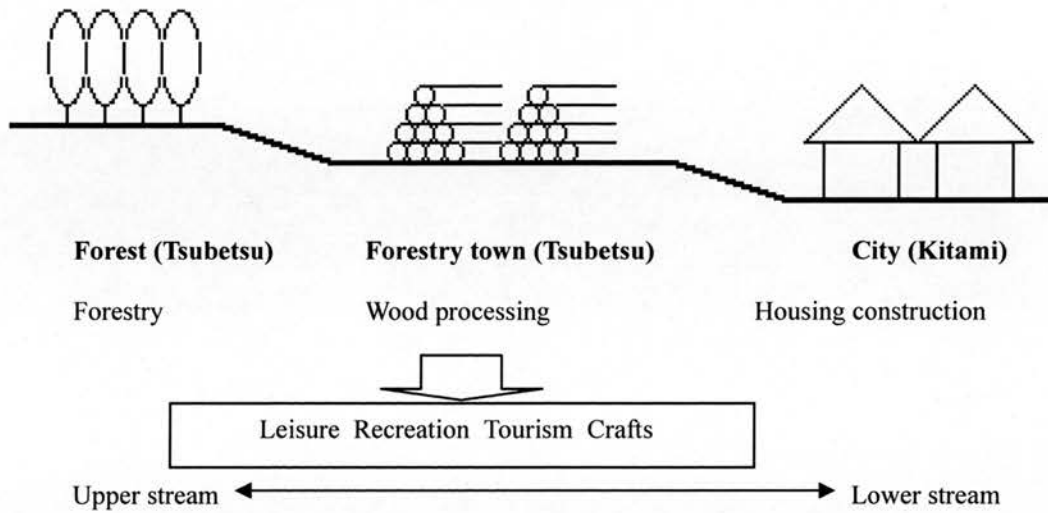 Forest (Tsubetsu) Forestry town (Tsubetsu) City (Kitami)
Forestry Wood processing Housing construction
Leisure Recreation Tourism Crafts
Upper stream Lower stream